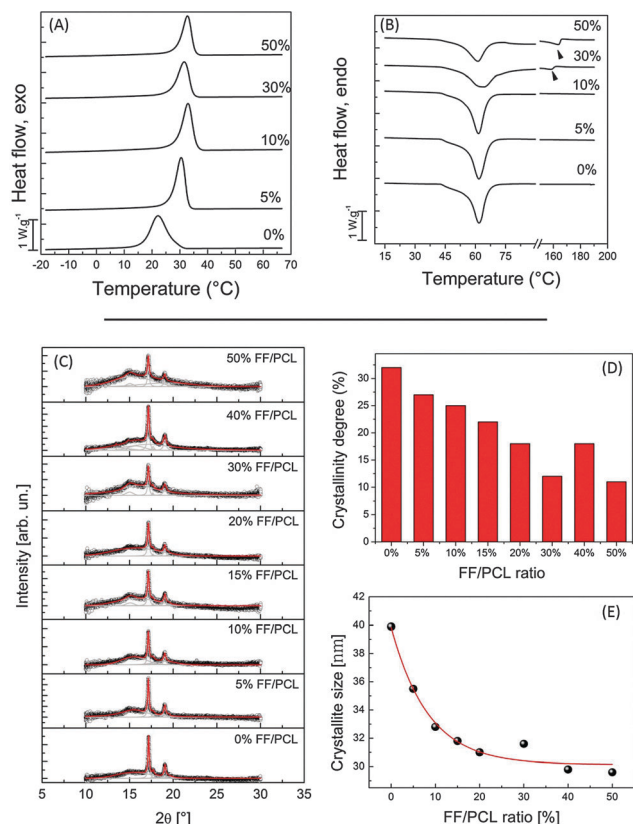 (A)
50%
30%
10%
5%
0%
Heat flow, exo
1 W.g-1
-20 -10 0 10 20 30 40 50 60 70
Temperature (°C)
(B)
50%
30%
10%
5%
0%
Heat flow, endo
1 W.g-1
15 30 45 60 75 160 170 180 190 200
Temperature (°C)
(C)
50% FF/PCL
40% FF/PCL
30% FF/PCL
20% FF/PCL
15% FF/PCL
10% FF/PCL
5% FF/PCL
0% FF/PCL
Intensity [arb. un.]
5 10 15 20 25 30 35
2θ [°]
(D)
Crystallinity degree (%)
30
25
20
15
10
5
0
0% 5% 10% 15% 20% 30% 40% 50%
FF/PCL ratio
(E)
Crystallite size [nm]
42
40
38
36
34
32
30
28
0 10 20 30 40 50
FF/PCL ratio [%]